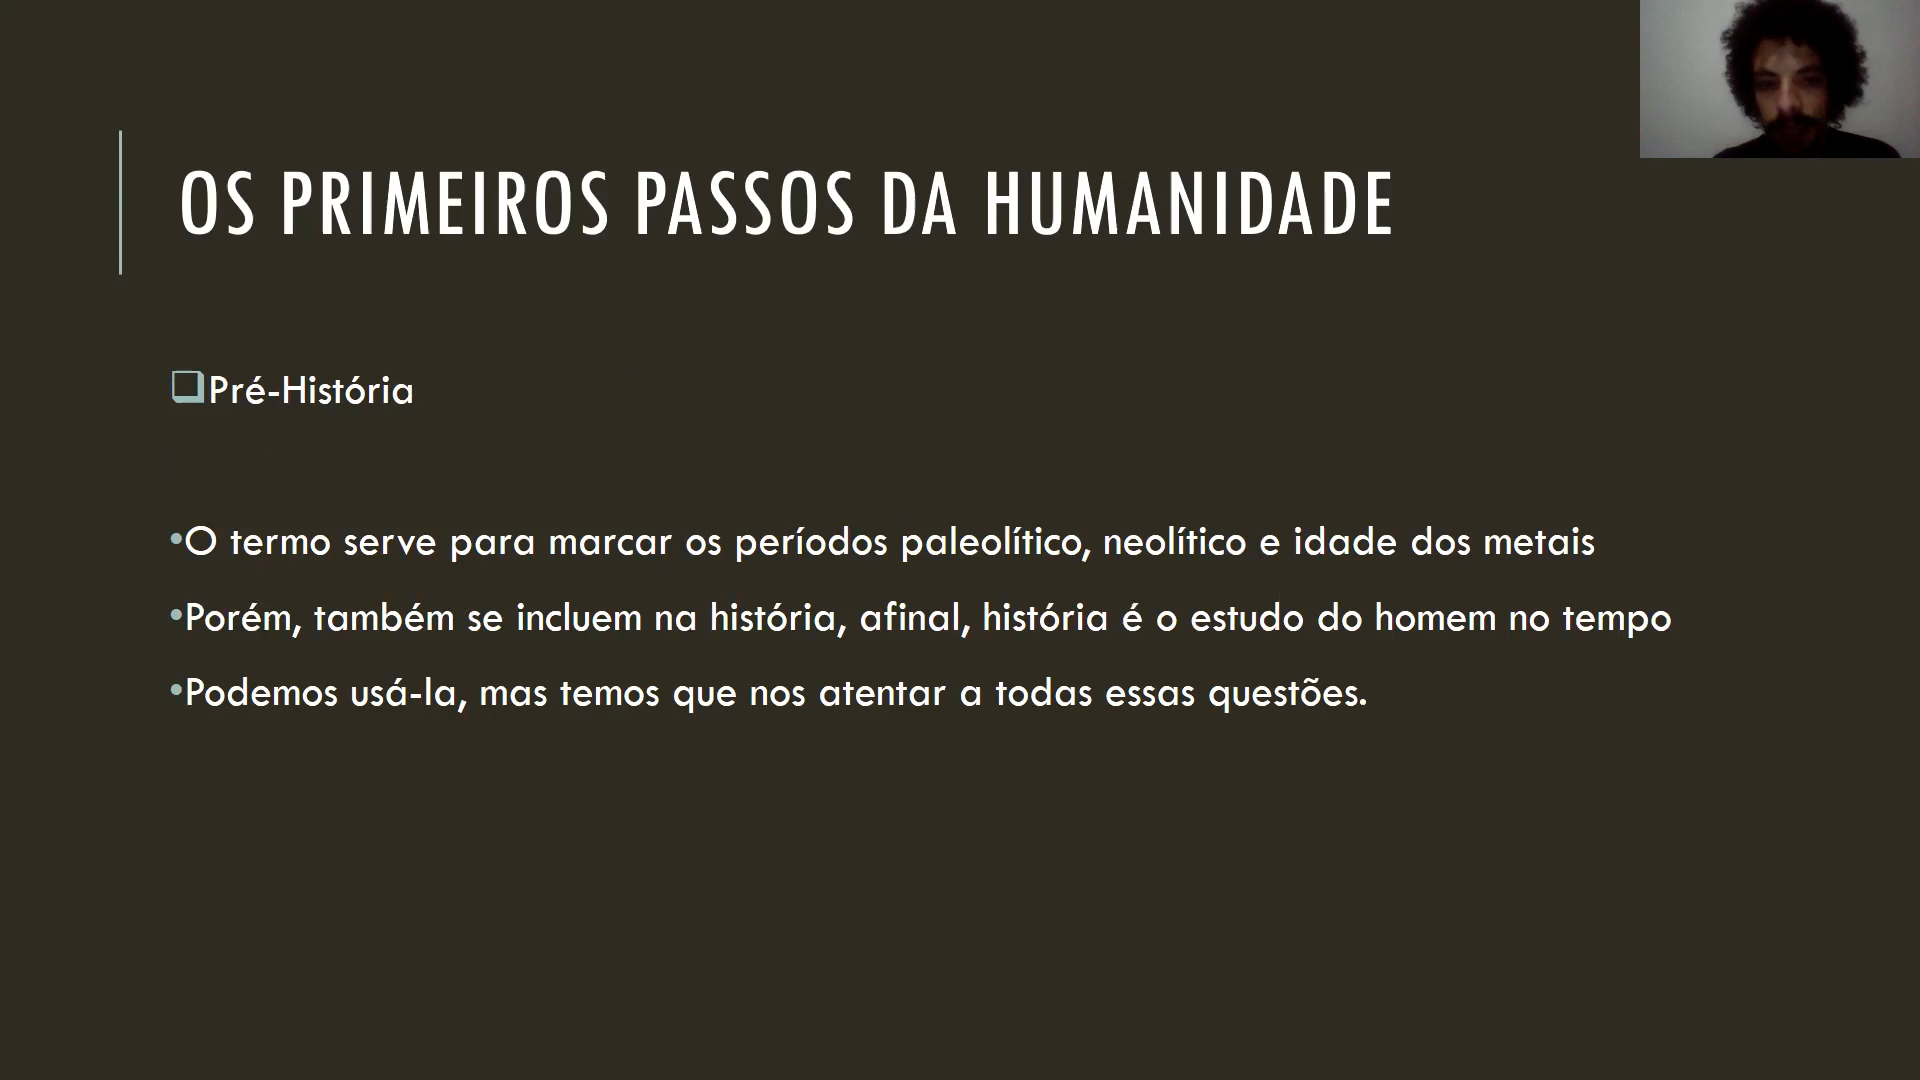 OS PRIMEIROS PASSOS DA HUMANIDADE
Pré-História
•O termo serve para marcar os períodos paleolítico, neolítico e idade dos metais
•Porém, também se incluem na história, afinal, história é o estudo do homem no tempo
•Podemos usá-la, mas temos que nos atentar a todas essas questões.